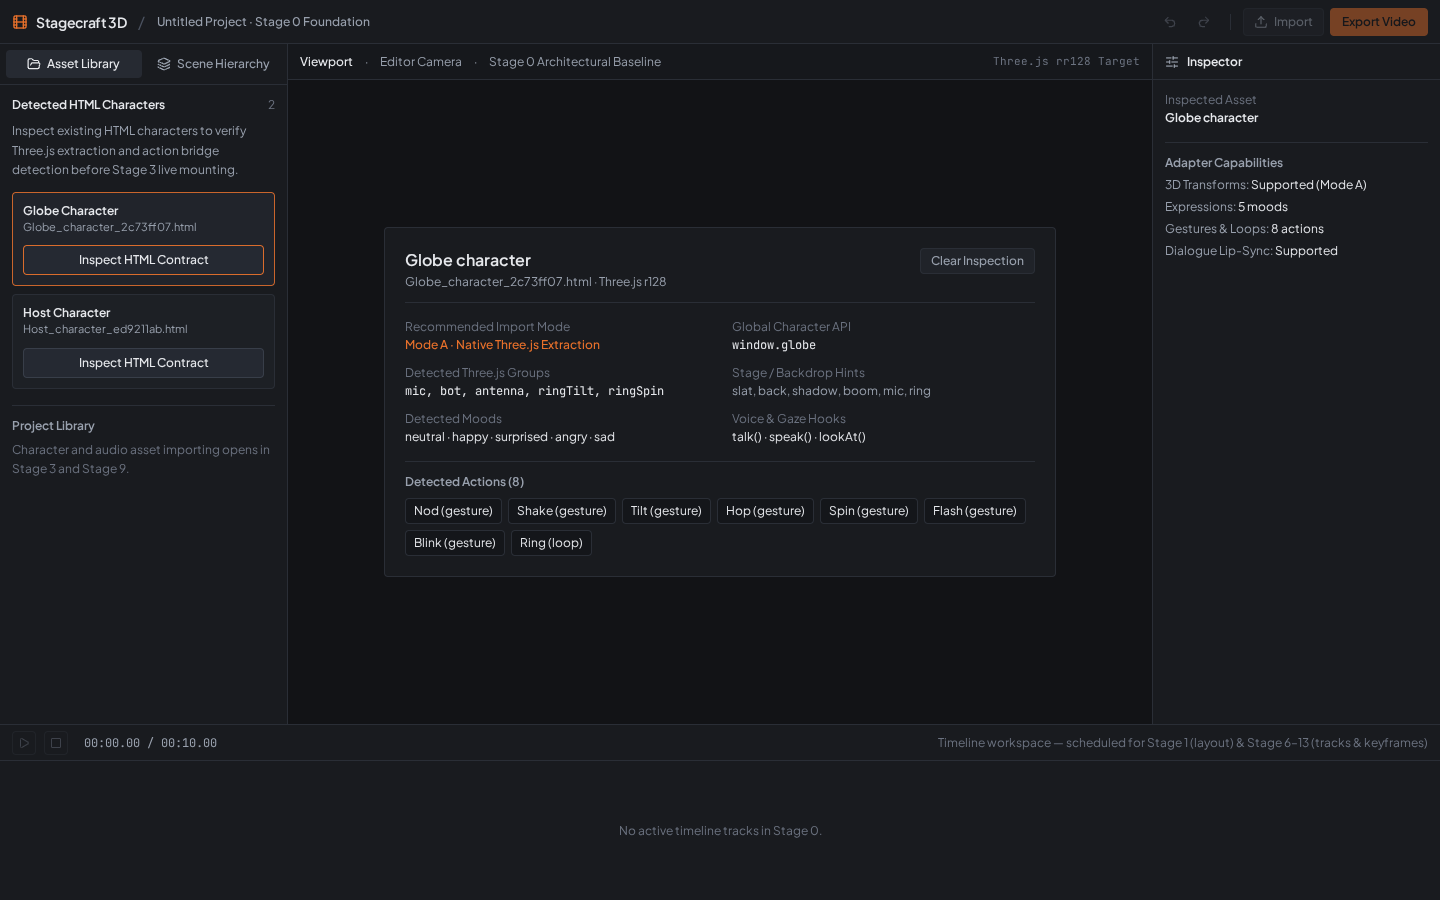 Stagecraft 3D / Untitled Project · Stage 0 Foundation
Import
Export Video
Asset Library
Scene Hierarchy
Detected HTML Characters 2
Inspect existing HTML characters to verify
Three.js extraction and action bridge
detection before Stage 3 live mounting.
Globe Character
Globe_character_2c73ff07.html
Inspect HTML Contract
Host Character
Host_character_ed9211ab.html
Inspect HTML Contract
Project Library
Character and audio asset importing opens in
Stage 3 and Stage 9.
Viewport · Editor Camera · Stage 0 Architectural Baseline
Three.js rr128 Target
Globe character
Globe_character_2c73ff07.html · Three.js r128
Clear Inspection
Recommended Import Mode
Mode A · Native Three.js Extraction
Global Character API
window.globe
Detected Three.js Groups
mic, bot, antenna, ringTilt, ringSpin
Stage / Backdrop Hints
slat, back, shadow, boom, mic, ring
Detected Moods
neutral · happy · surprised · angry · sad
Voice & Gaze Hooks
talk() · speak() · lookAt()
Detected Actions (8)
Nod (gesture)
Shake (gesture)
Tilt (gesture)
Hop (gesture)
Spin (gesture)
Flash (gesture)
Blink (gesture)
Ring (loop)
Inspector
Inspected Asset
Globe character
Adapter Capabilities
3D Transforms: Supported (Mode A)
Expressions: 5 moods
Gestures & Loops: 8 actions
Dialogue Lip-Sync: Supported
00:00.00 / 00:10.00
Timeline workspace — scheduled for Stage 1 (layout) & Stage 6–13 (tracks & keyframes)
No active timeline tracks in Stage 0.